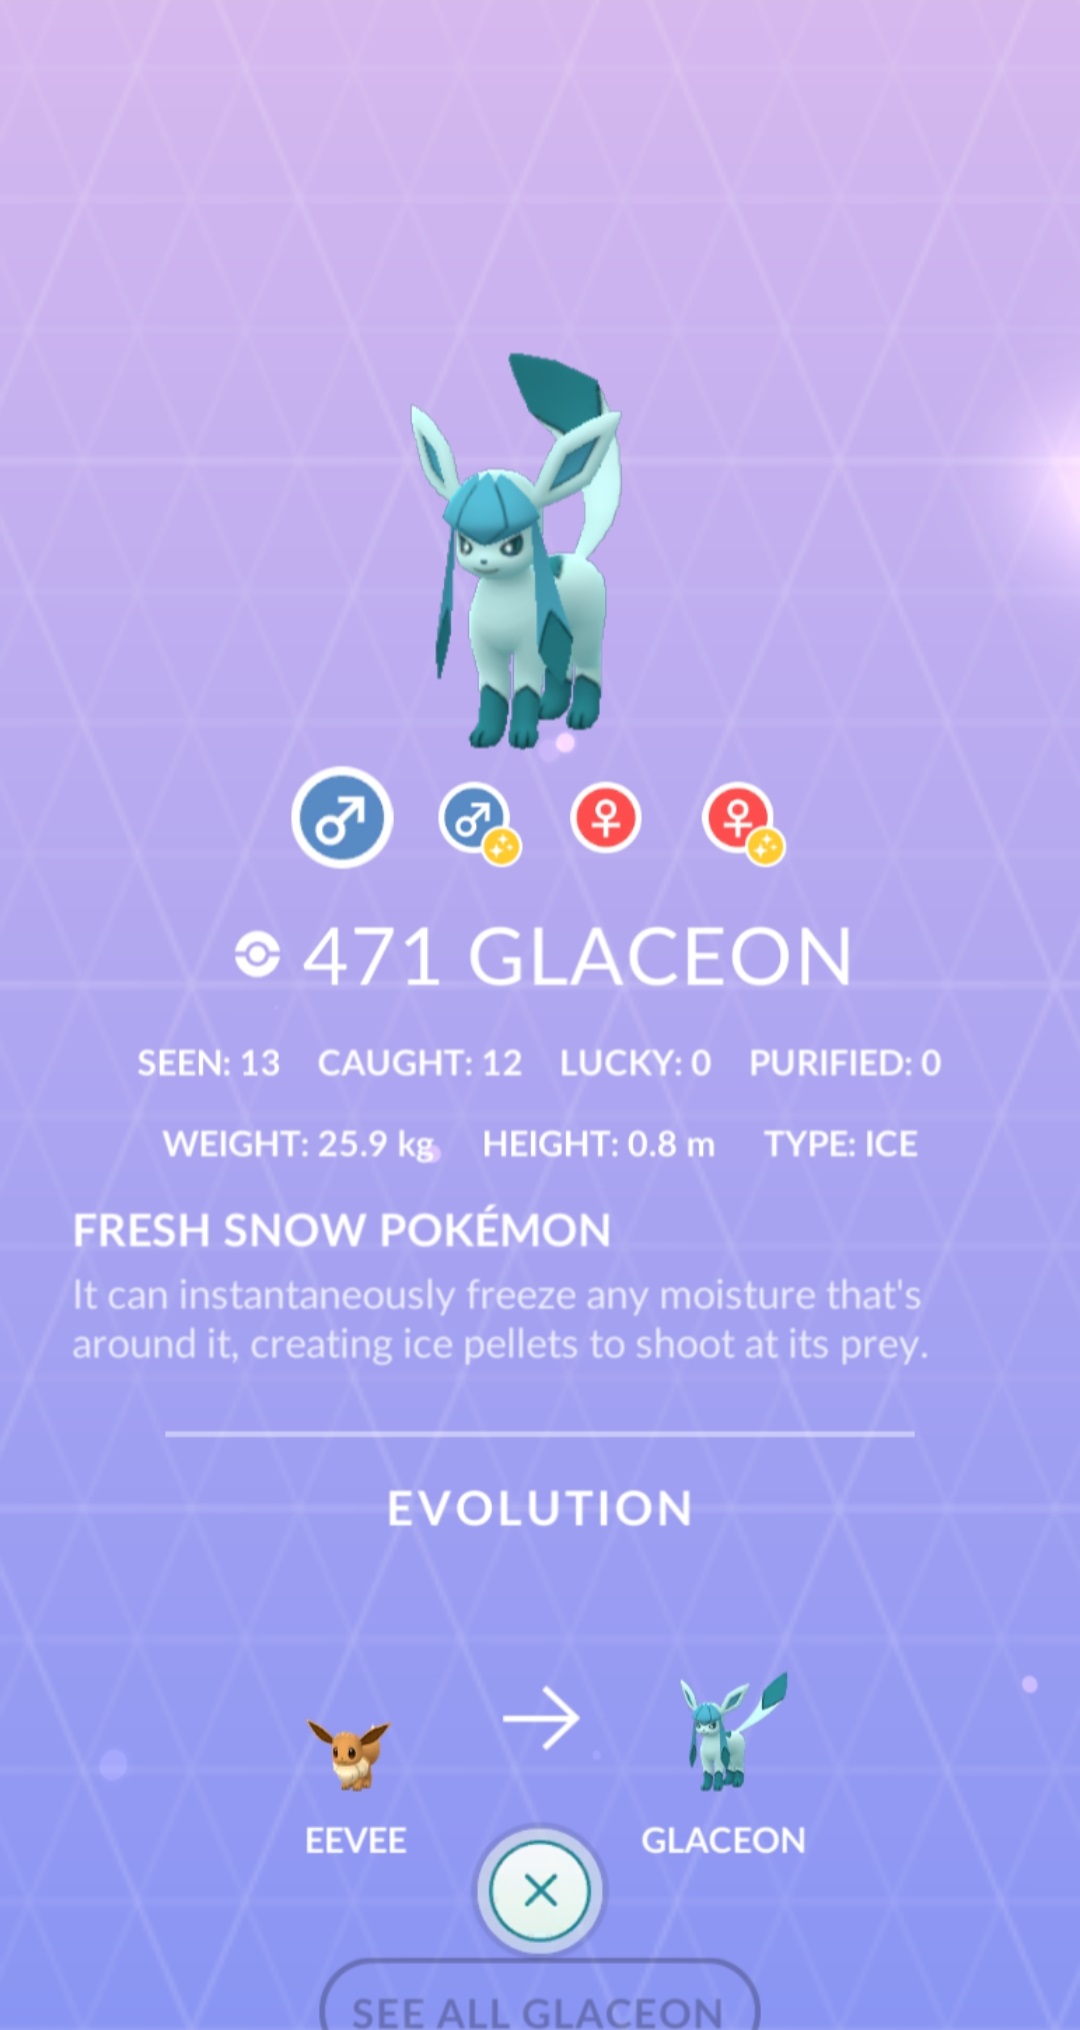 471 GLACEON
SEEN: 13 CAUGHT: 12 LUCKY: 0 PURIFIED: 0
WEIGHT: 25.9 kg HEIGHT: 0.8 m TYPE: ICE
FRESH SNOW POKÉMON
It can instantaneously freeze any moisture that's
around it, creating ice pellets to shoot at its prey.
EVOLUTION
EEVEE GLACEON
SEE ALL GLACEON